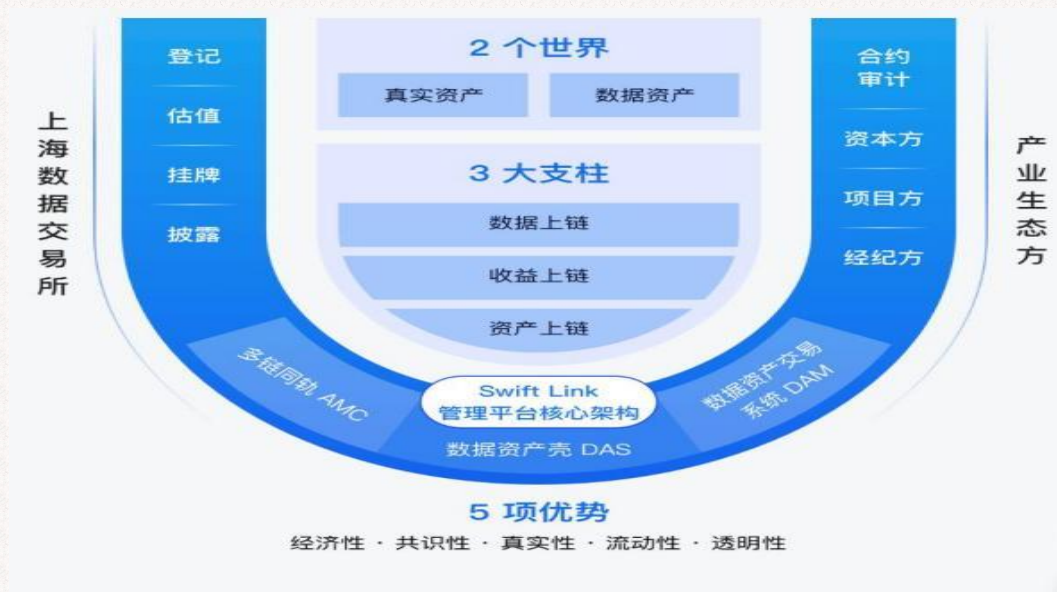 上海数据交易所
登记
估值
挂牌
披露
2 个世界
真实资产
数据资产
3 大支柱
数据上链
收益上链
资产上链
合约
审计
资本方
项目方
经纪方
产业生态方
多链同轨 AMC
Swift Link
管理平台核心架构
数据资产壳 DAS
数据资产交易
系统 DAM
5 项优势
经济性 · 共识性 · 真实性 · 流动性 · 透明性